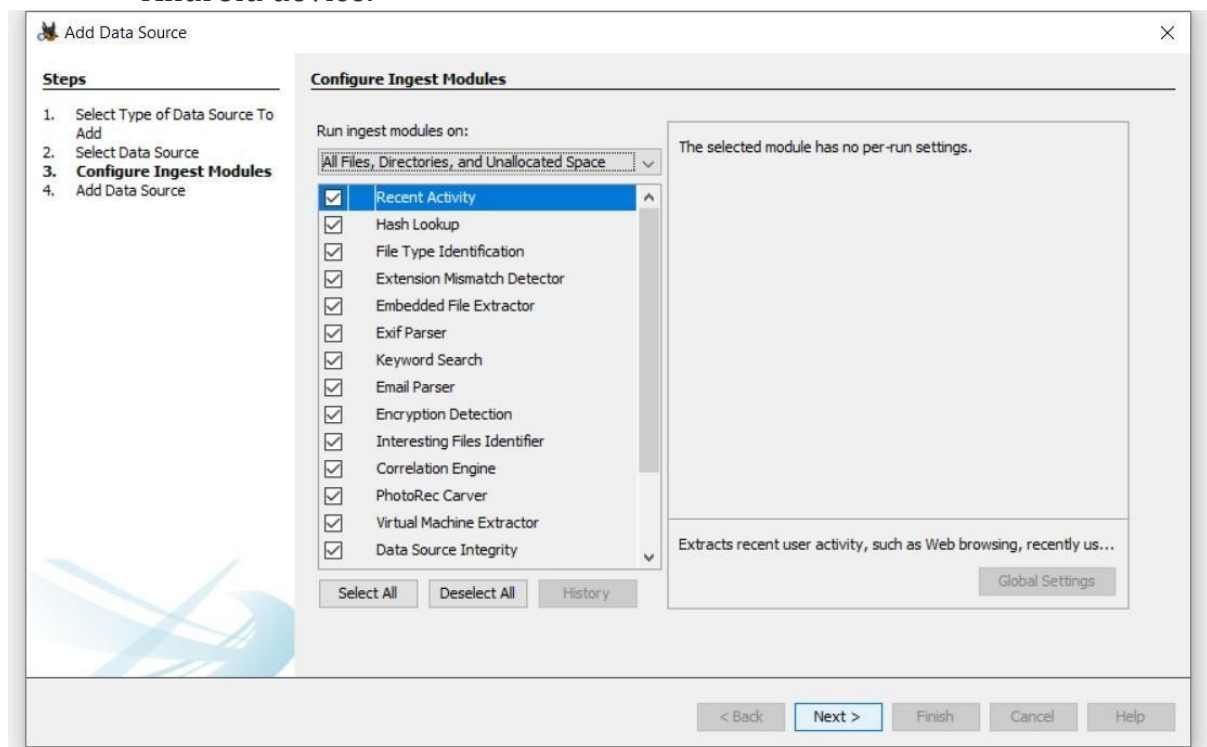 Android device.
Add Data Source
Steps
1. Select Type of Data Source To
Add
2. Select Data Source
3. Configure Ingest Modules
4. Add Data Source
Configure Ingest Modules
Run ingest modules on:
All Files, Directories, and Unallocated Space
Recent Activity
Hash Lookup
File Type Identification
Extension Mismatch Detector
Embedded File Extractor
Exif Parser
Keyword Search
Email Parser
Encryption Detection
Interesting Files Identifier
Correlation Engine
PhotoRec Carver
Virtual Machine Extractor
Data Source Integrity
Select All Deselect All History
The selected module has no per-run settings.
Extracts recent user activity, such as Web browsing, recently us...
Global Settings
< Back Next > Finish Cancel Help